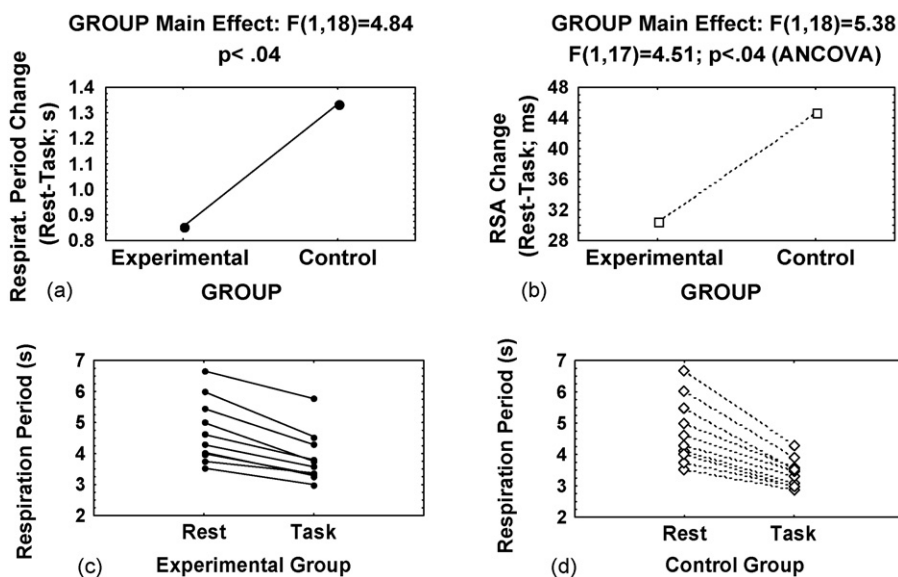 GROUP Main Effect: F(1,18)=4.84
p< .04
Respirat. Period Change
(Rest-Task; s)
1.4
1.3
1.2
1.1
1.0
0.9
0.8
Experimental Control
(a) GROUP
GROUP Main Effect: F(1,18)=5.38
F(1,17)=4.51; p<.04 (ANCOVA)
RSA Change
(Rest-Task; ms)
48
44
40
36
32
28
Experimental Control
(b) GROUP
Respiration Period (s)
7
6
5
4
3
2
Rest Task
(c) Experimental Group
Respiration Period (s)
7
6
5
4
3
2
Rest Task
(d) Control Group